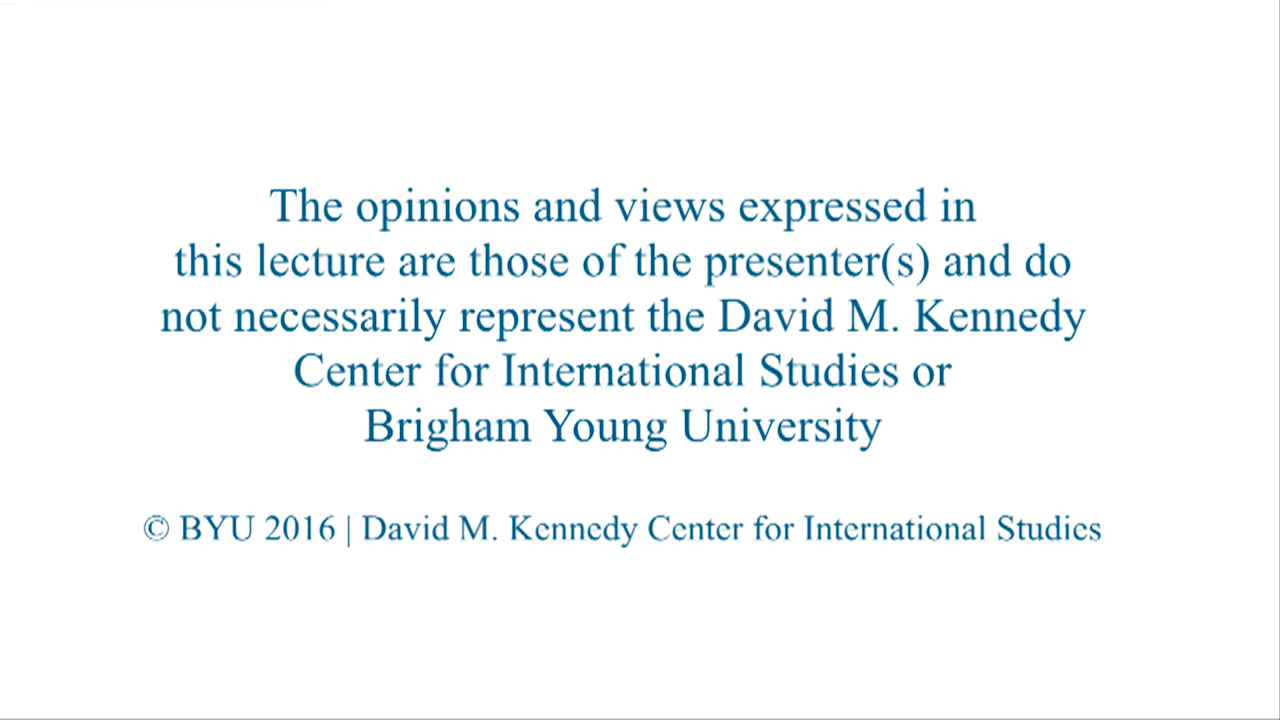 The opinions and views expressed in
this lecture are those of the presenter(s) and do
not necessarily represent the David M. Kennedy
Center for International Studies or
Brigham Young University
© BYU 2016 | David M. Kennedy Center for International Studies